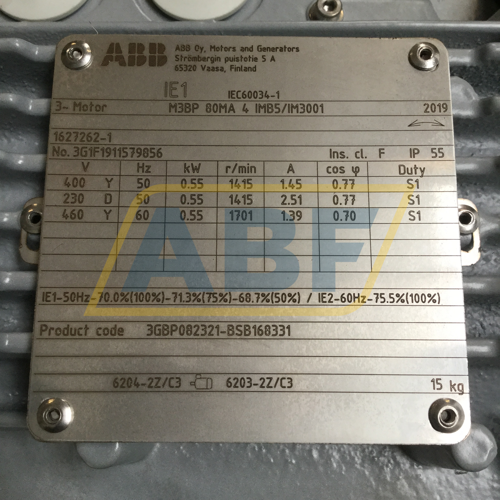 ABB ABB Oy, Motors and Generators
Strömbergin puistotie 5 A
65320 Vaasa, Finland
IE1 IEC60034-1
3~ Motor M3BP 80MA 4 IMB5/IM3001 2019
1627262-1
No. 3G1F1911579856 Ins. cl. F IP 55
V Hz kW r/min A cos φ Duty
400 Y 50 0.55 1415 1.45 0.77 S1
230 D 50 0.55 1415 2.51 0.77 S1
460 Y 60 0.55 1701 1.39 0.70 S1
ABF
IE1-50Hz-70.0%(100%)-71.3%(75%)-68.7%(50%) / IE2-60Hz-75.5%(100%)
Product code 3GBP082321-BSB168331
6204-2Z/C3 6203-2Z/C3 15 kg